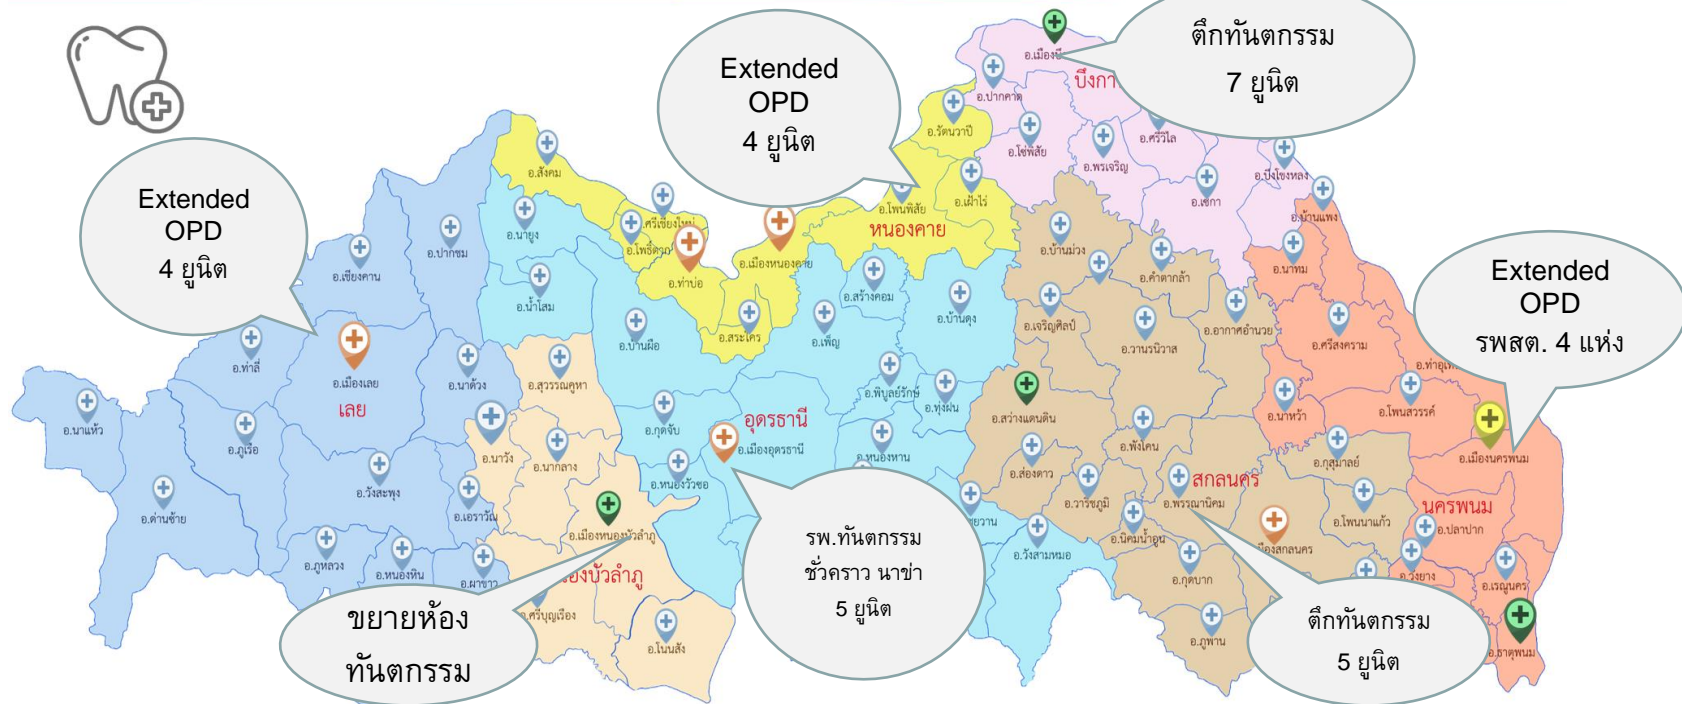 Extended
OPD
4 ยูนิต
Extended
OPD
4 ยูนิต
ตึกทันตกรรม
7 ยูนิต
Extended
OPD
รพสต. 4 แห่ง
ขยายห้อง
ทันตกรรม
รพ.ทันตกรรม
ชั่วคราว นาข่า
5 ยูนิต
ตึกทันตกรรม
5 ยูนิต
เลย
อ.เชียงคาน
อ.ปากชม
อ.ท่าลี่
อ.เมืองเลย
อ.นาด้วง
อ.นาแห้ว
อ.ภูเรือ
อ.ด่านซ้าย
อ.วังสะพุง
อ.เอราวัณ
อ.ภูหลวง
อ.หนองหิน
อ.ผาขาว
อ.สุวรรณคูหา
อ.นาวัง
อ.นากลาง
อ.เมืองหนองบัวลำภู
อ.ศรีบุญเรือง
อ.โนนสัง
หนองคาย
อ.สังคม
อ.ศรีเชียงใหม่
อ.โพธิ์ตาก
อ.ท่าบ่อ
อ.เมืองหนองคาย
อ.สระใคร
อ.โพนพิสัย
อ.เฝ้าไร่
อ.รัตนวาปี
อุดรธานี
อ.นายูง
อ.น้ำโสม
อ.บ้านผือ
อ.เพ็ญ
อ.สร้างคอม
อ.บ้านดุง
อ.พิบูลย์รักษ์
อ.ทุ่งฝน
อ.กุดจับ
อ.เมืองอุดรธานี
อ.หนองวัวซอ
อ.หนองหาน
อ.วังสามหมอ
อ.ปากคาด
อ.โซ่พิสัย
อ.พรเจริญ
อ.ศรีวิไล
อ.เซกา
อ.บึงโขงหลง
สกลนคร
อ.บ้านม่วง
อ.คำตากล้า
อ.เจริญศิลป์
อ.วานรนิวาส
อ.อากาศอำนวย
อ.สว่างแดนดิน
อ.พังโคน
อ.ส่องดาว
อ.วาริชภูมิ
อ.พรรณานิคม
อ.นิคมน้ำอูน
อ.กุสุมาลย์
อ.โพนนาแก้ว
อ.กุดบาก
อ.ภูพาน
นครพนม
อ.บ้านแพง
อ.นาทม
อ.ศรีสงคราม
อ.นาหว้า
อ.โพนสวรรค์
อ.เมืองนครพนม
อ.ปลาปาก
อ.วังยาง
อ.เรณูนคร
อ.ธาตุพนม